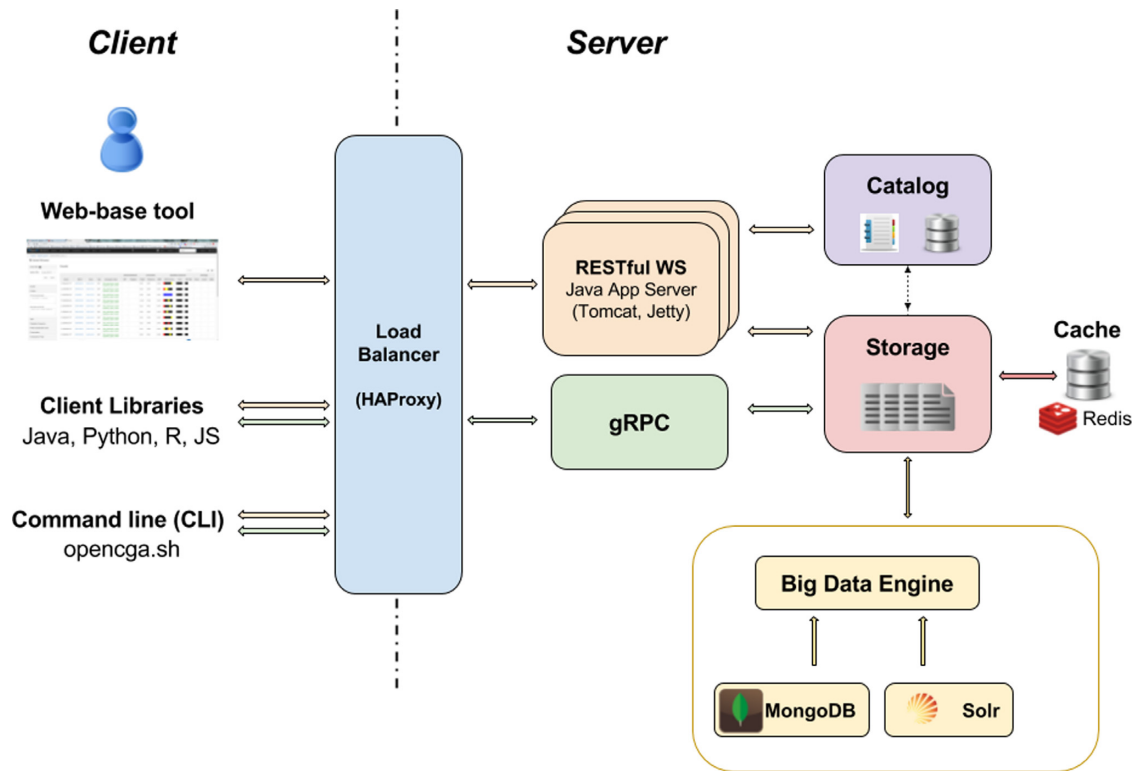 Client
Server
Web-base tool
Client Libraries
Java, Python, R, JS
Command line (CLI)
opencga.sh
Load
Balancer
(HAProxy)
RESTful WS
Java App Server
(Tomcat, Jetty)
gRPC
Catalog
Storage
Cache
Redis
Big Data Engine
MongoDB
Solr